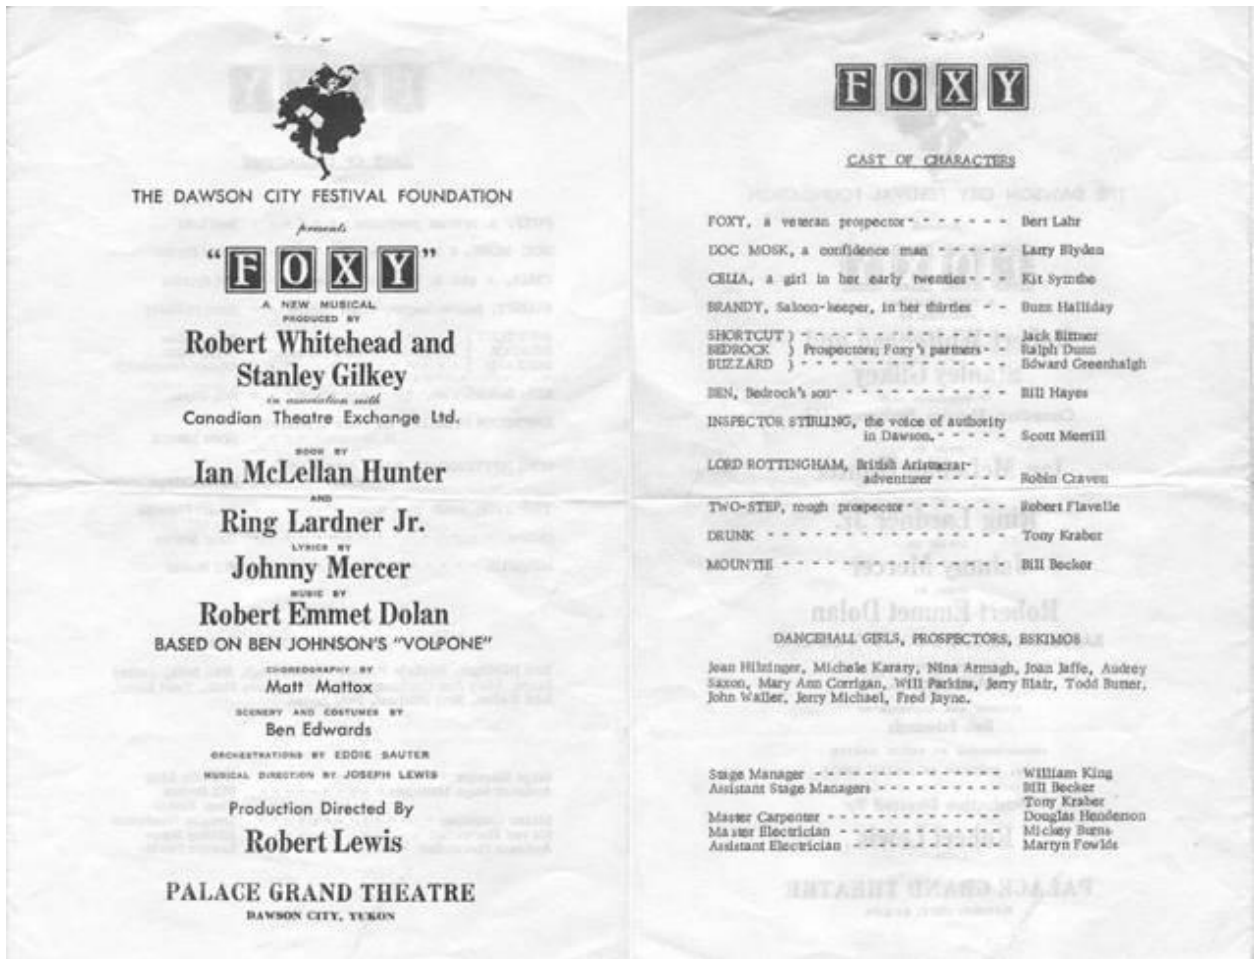 THE DAWSON CITY FESTIVAL FOUNDATION
presents
"FOXY"
A NEW MUSICAL
PRODUCED BY
Robert Whitehead and
Stanley Gilkey
in association with
Canadian Theatre Exchange Ltd.
BOOK BY
Ian McLellan Hunter
AND
Ring Lardner Jr.
LYRICS BY
Johnny Mercer
MUSIC BY
Robert Emmet Dolan
BASED ON BEN JOHNSON'S "VOLPONE"
CHOREOGRAPHY BY
Matt Mattox
SCENERY AND COSTUMES BY
Ben Edwards
ORCHESTRATIONS BY EDDIE SAUTER
MUSICAL DIRECTION BY JOSEPH LEWIS
Production Directed By
Robert Lewis
PALACE GRAND THEATRE
DAWSON CITY, YUKON
FOXY
CAST OF CHARACTERS
FOXY, a veteran prospector - - - - - - - Bert Lahr
DOC MOSK, a confidence man - - - - - - Larry Blyden
CELIA, a girl in her early twenties - - - Kit Symthe
BRANDY, Saloon-keeper, in her thirties - - Buzz Halliday
SHORTCUT ) - - - - - - - - - - - - - - Jack Bittner
BEDROCK ) Prospectors; Foxy's partners - - Ralph Dunn
BUZZARD ) - - - - - - - - - - - - - - Edward Greenhalgh
BEN, Bedrock's son - - - - - - - - - - - - Bill Hayes
INSPECTOR STIRLING, the voice of authority
in Dawson. - - - - - Scott Merrill
LORD ROTTINGHAM, British Aristocrat-
adventurer - - - - - Robin Craven
TWO-STEP, rough prospector - - - - - - - Robert Flavelle
DRUNK - - - - - - - - - - - - - - - - Tony Kraber
MOUNTIE - - - - - - - - - - - - - - - Bill Becker
DANCEHALL GIRLS, PROSPECTORS, ESKIMOS
Jean Hilzinger, Michele Karary, Nina Armagh, Joan Jaffe, Audrey
Saxon, Mary Ann Corrigan, Will Parkins, Jerry Blair, Todd Butler,
John Waller, Jerry Michael, Fred Jayne.
Stage Manager - - - - - - - - - - - - - - William King
Assistant Stage Managers - - - - - - - - - Bill Becker
Tony Kraber
Master Carpenter - - - - - - - - - - - - - Douglas Henderson
Master Electrician - - - - - - - - - - - - Mickey Burns
Assistant Electrician - - - - - - - - - - - Martyn Fowlds